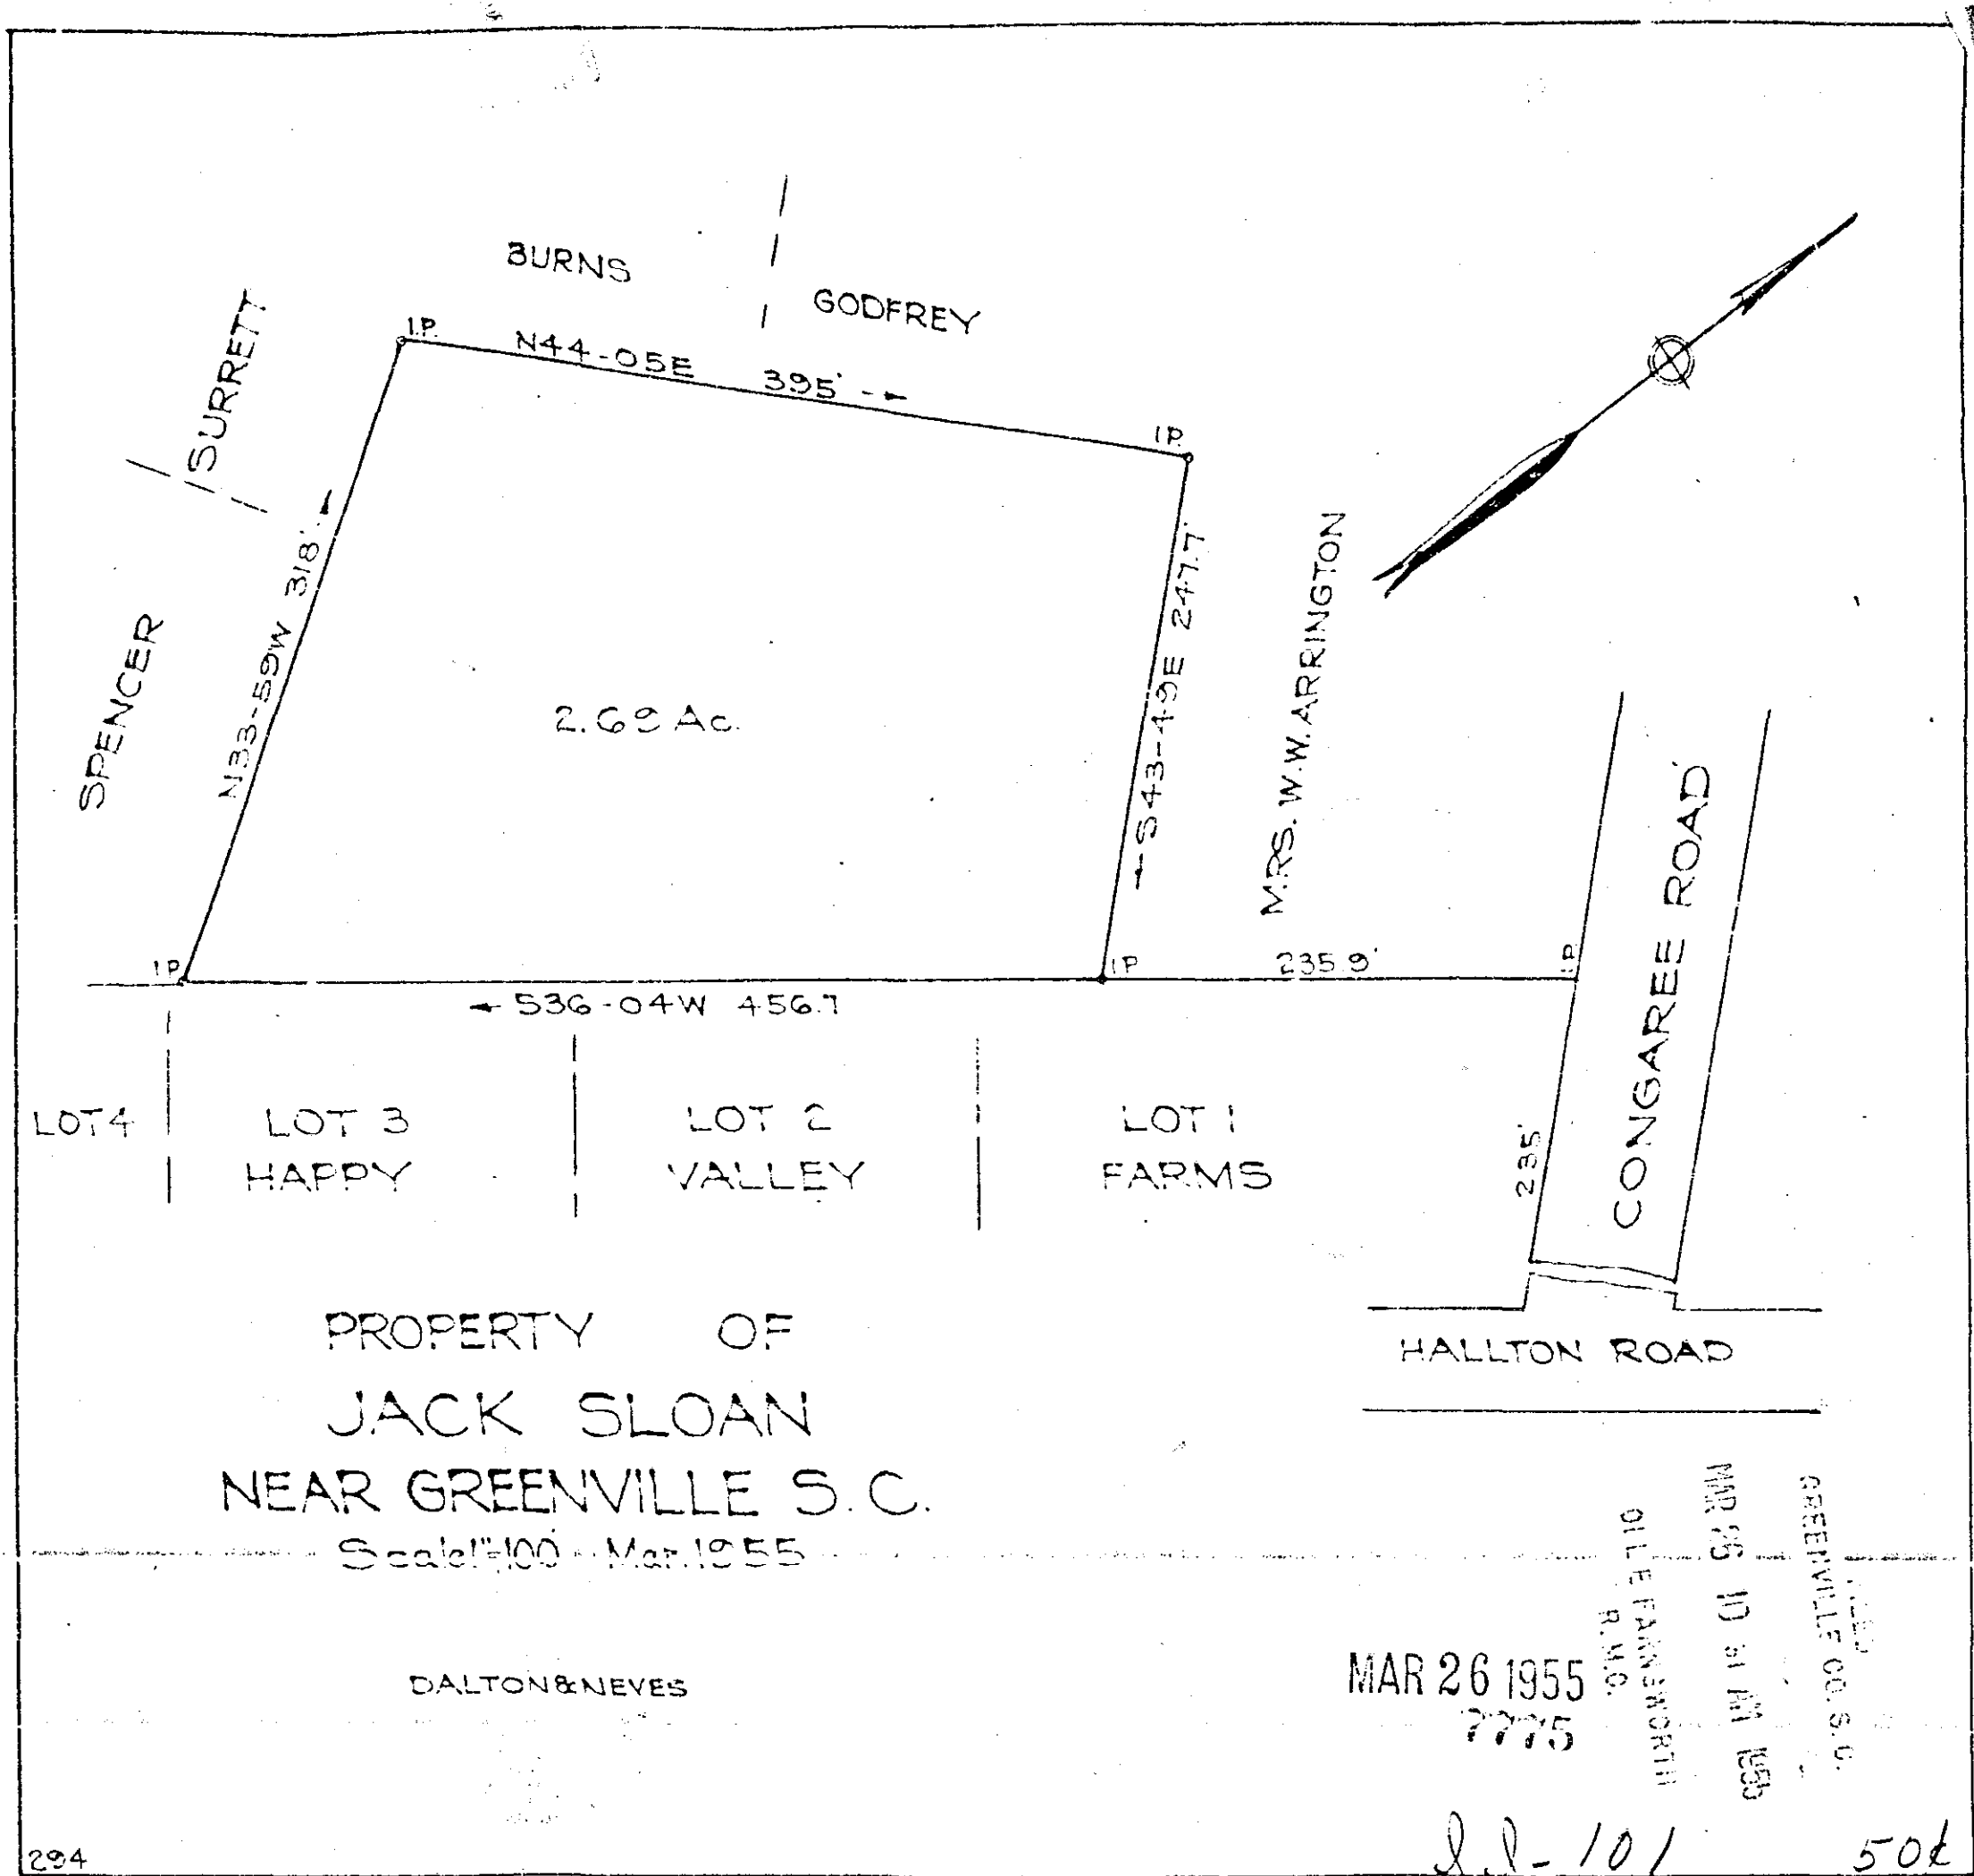 BURNS
GODFREY
SURRETT
I.P.
N44-05E 395'
I.P.
SPENCER
N33-59W 318'
2.69 Ac.
S43-49E 247.7'
MRS. W.W. ARRINGTON
CONGAREE ROAD
I.P.
I.P.
235.9'
I.P.
S36-04W 456.7
235'
LOT 4
LOT 3
LOT 2
LOT 1
HAPPY
VALLEY
FARMS
HALLTON ROAD
PROPERTY OF
JACK SLOAN
NEAR GREENVILLE S.C.
Scale 1"=100' Mar. 1955
DALTON & NEVES
MAR 26 1955
7775
FILED
GREENVILLE CO. S.C.
MAR 26 10 AM 1955
OLLIE FARNSWORTH
R.M.C.
101
50¢
294